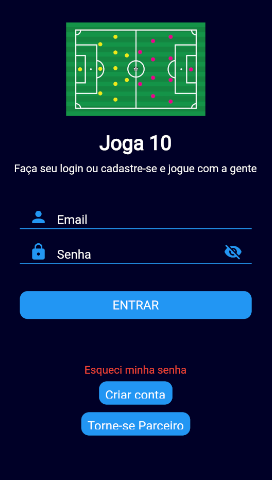 Joga 10
Faça seu login ou cadastre-se e jogue com a gente
Email
Senha
ENTRAR
Esqueci minha senha
Criar conta
Torne-se Parceiro